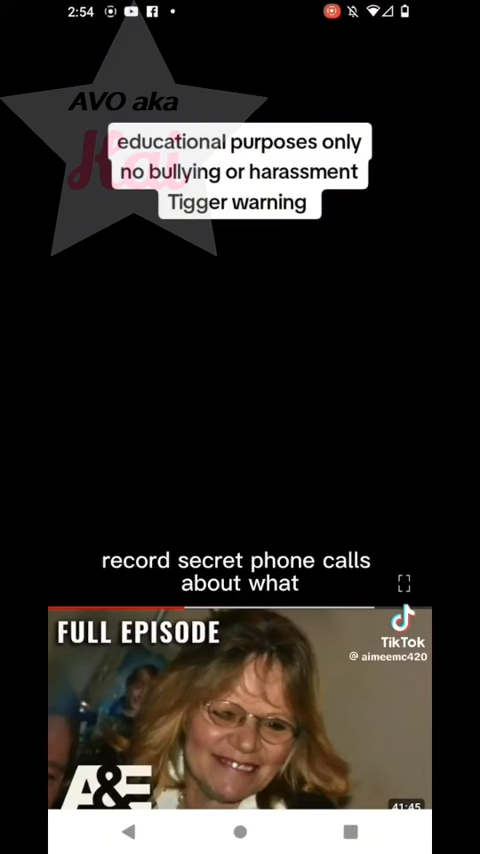 2:54
AVO aka
Kai
educational purposes only
no bullying or harassment
Tigger warning
record secret phone calls
about what
FULL EPISODE
TikTok
@ aimeemc420
A&E
41:45